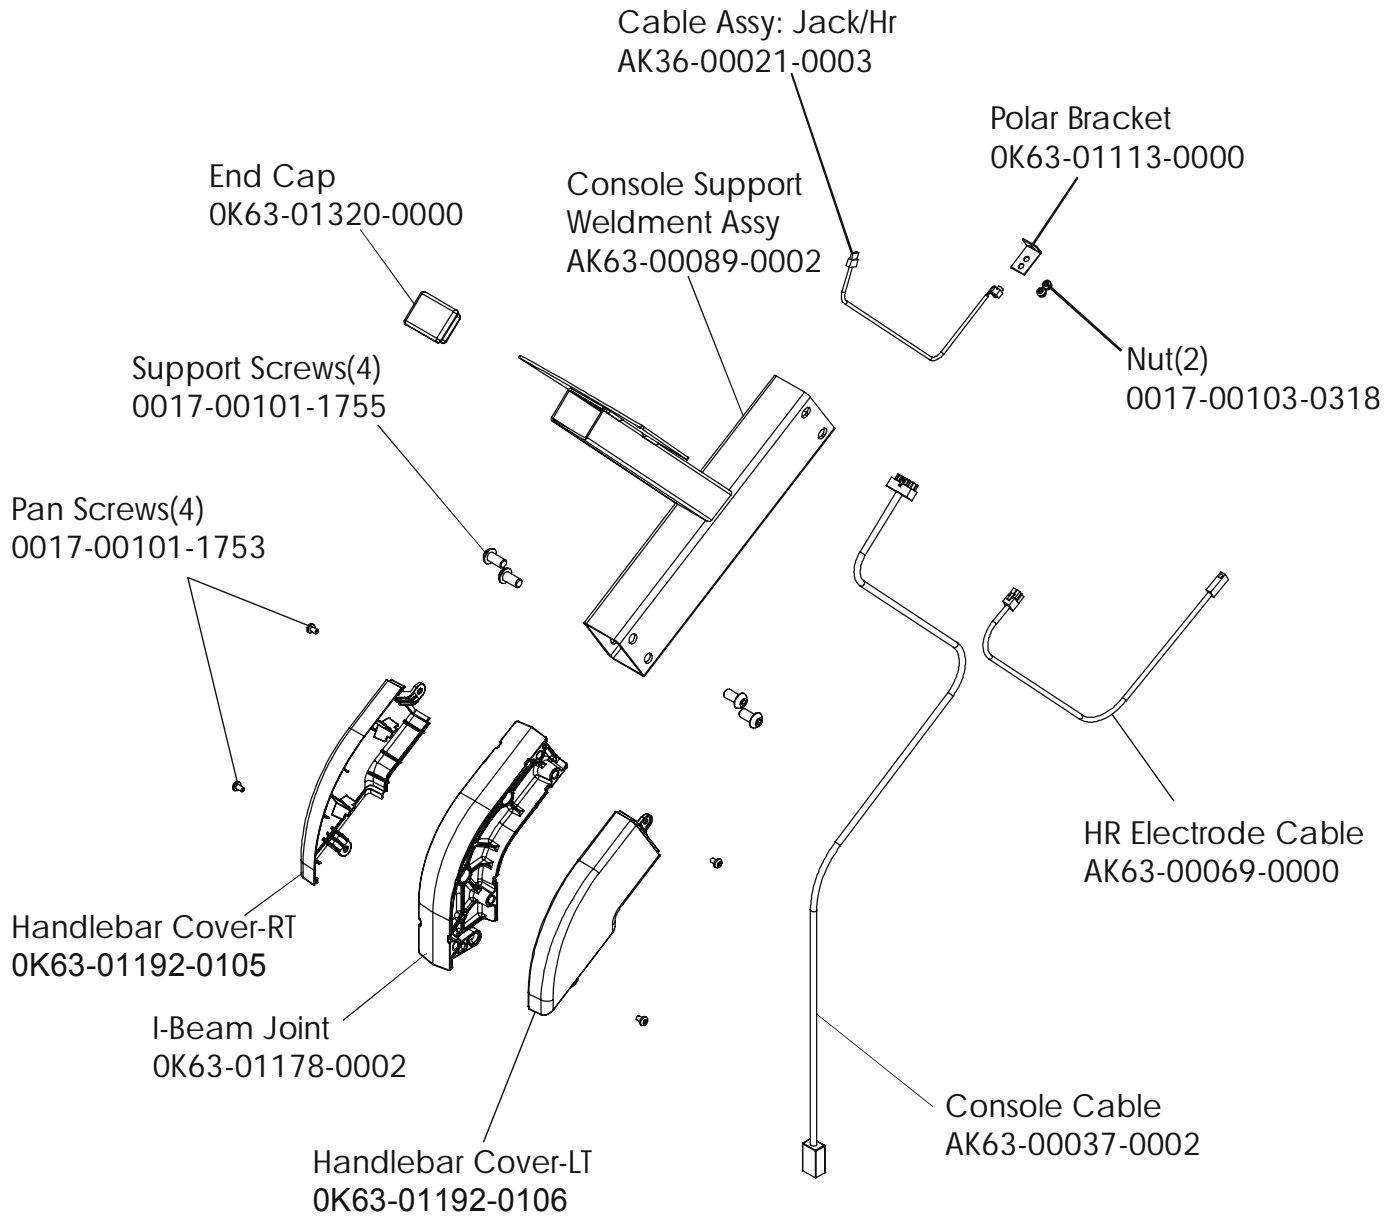 Cable Assy: Jack/Hr
AK36-00021-0003
Polar Bracket
0K63-01113-0000
End Cap
0K63-01320-0000
Console Support
Weldment Assy
AK63-00089-0002
Support Screws(4)
0017-00101-1755
Nut(2)
0017-00103-0318
Pan Screws(4)
0017-00101-1753
HR Electrode Cable
AK63-00069-0000
Handlebar Cover-RT
0K63-01192-0105
I-Beam Joint
0K63-01178-0002
Console Cable
AK63-00037-0002
Handlebar Cover-LT
0K63-01192-0106